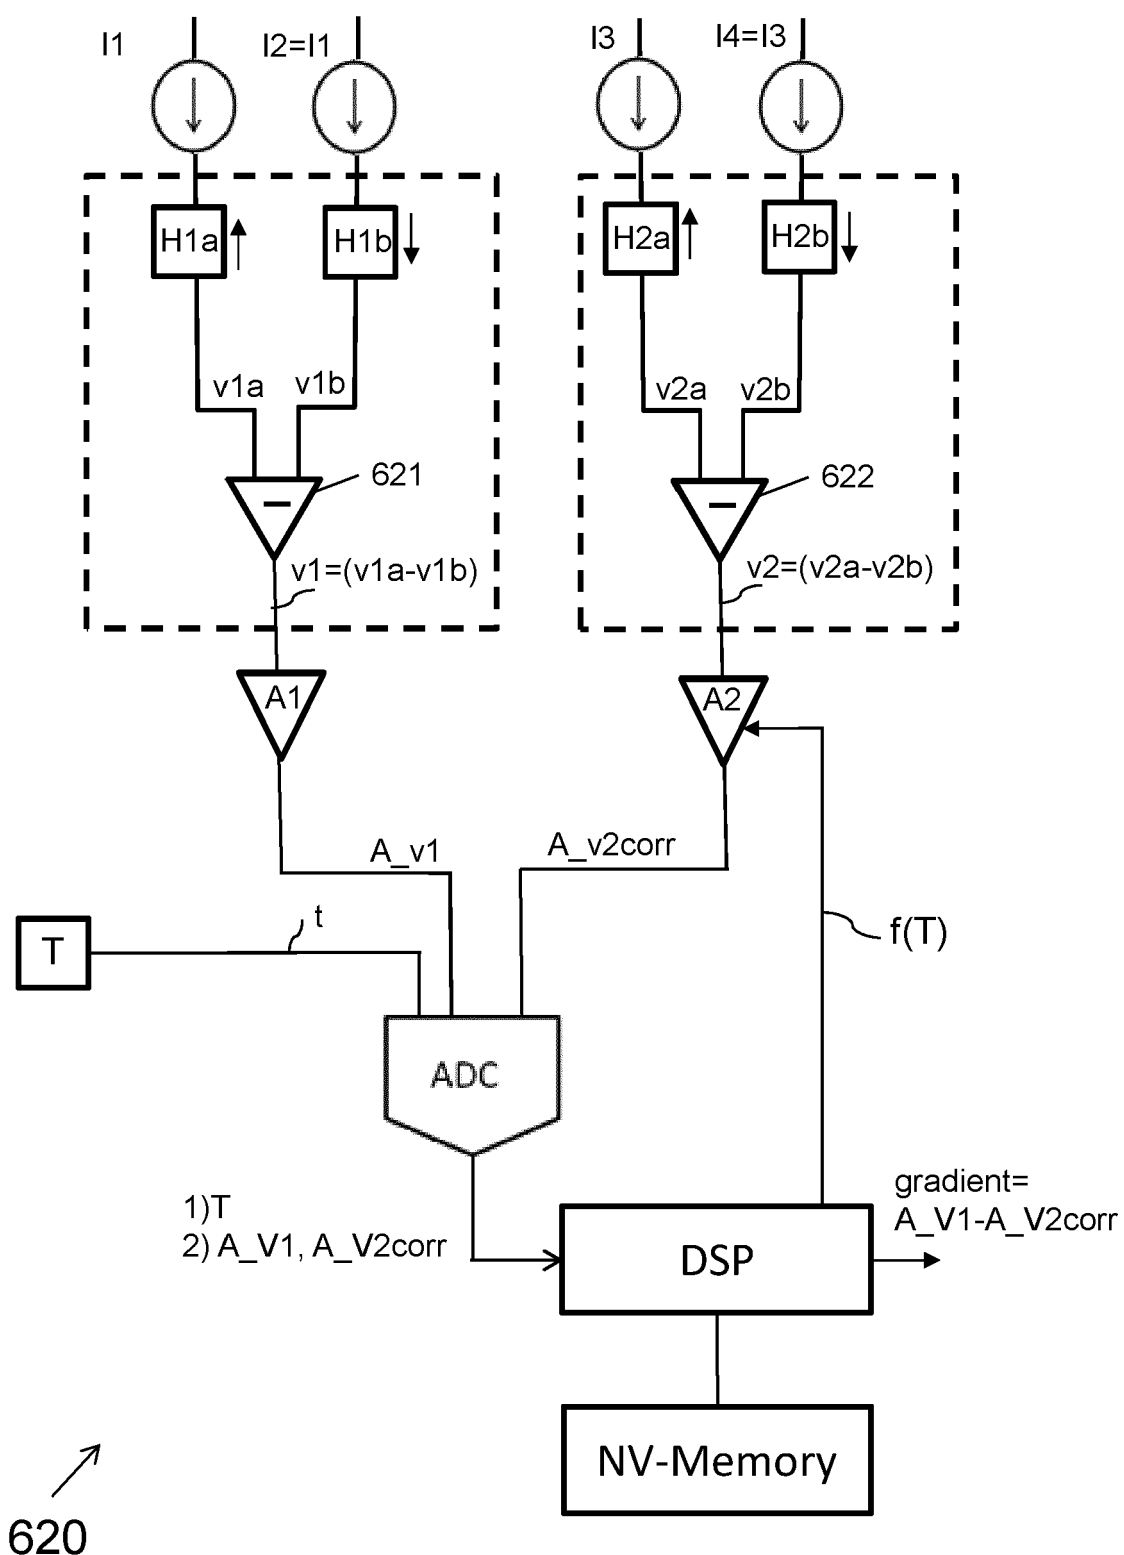 I1
I2=I1
I3
I4=I3
H1a
H1b
H2a
H2b
v1a
v1b
v2a
v2b
621
622
v1=(v1a-v1b)
v2=(v2a-v2b)
A1
A2
A_v1
A_v2corr
t
T
f(T)
ADC
1)T
2) A_V1, A_V2corr
gradient=
A_V1-A_V2corr
DSP
NV-Memory
620